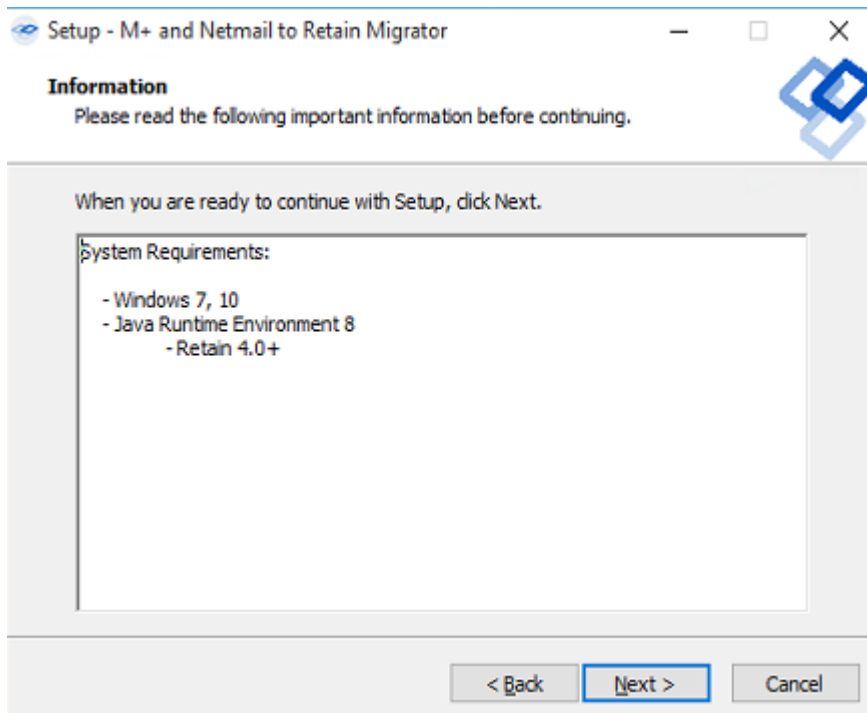 Setup - M+ and Netmail to Retain Migrator
Information
Please read the following important information before continuing.
When you are ready to continue with Setup, click Next.
System Requirements:
- Windows 7, 10
- Java Runtime Environment 8
- Retain 4.0+
< Back Next > Cancel